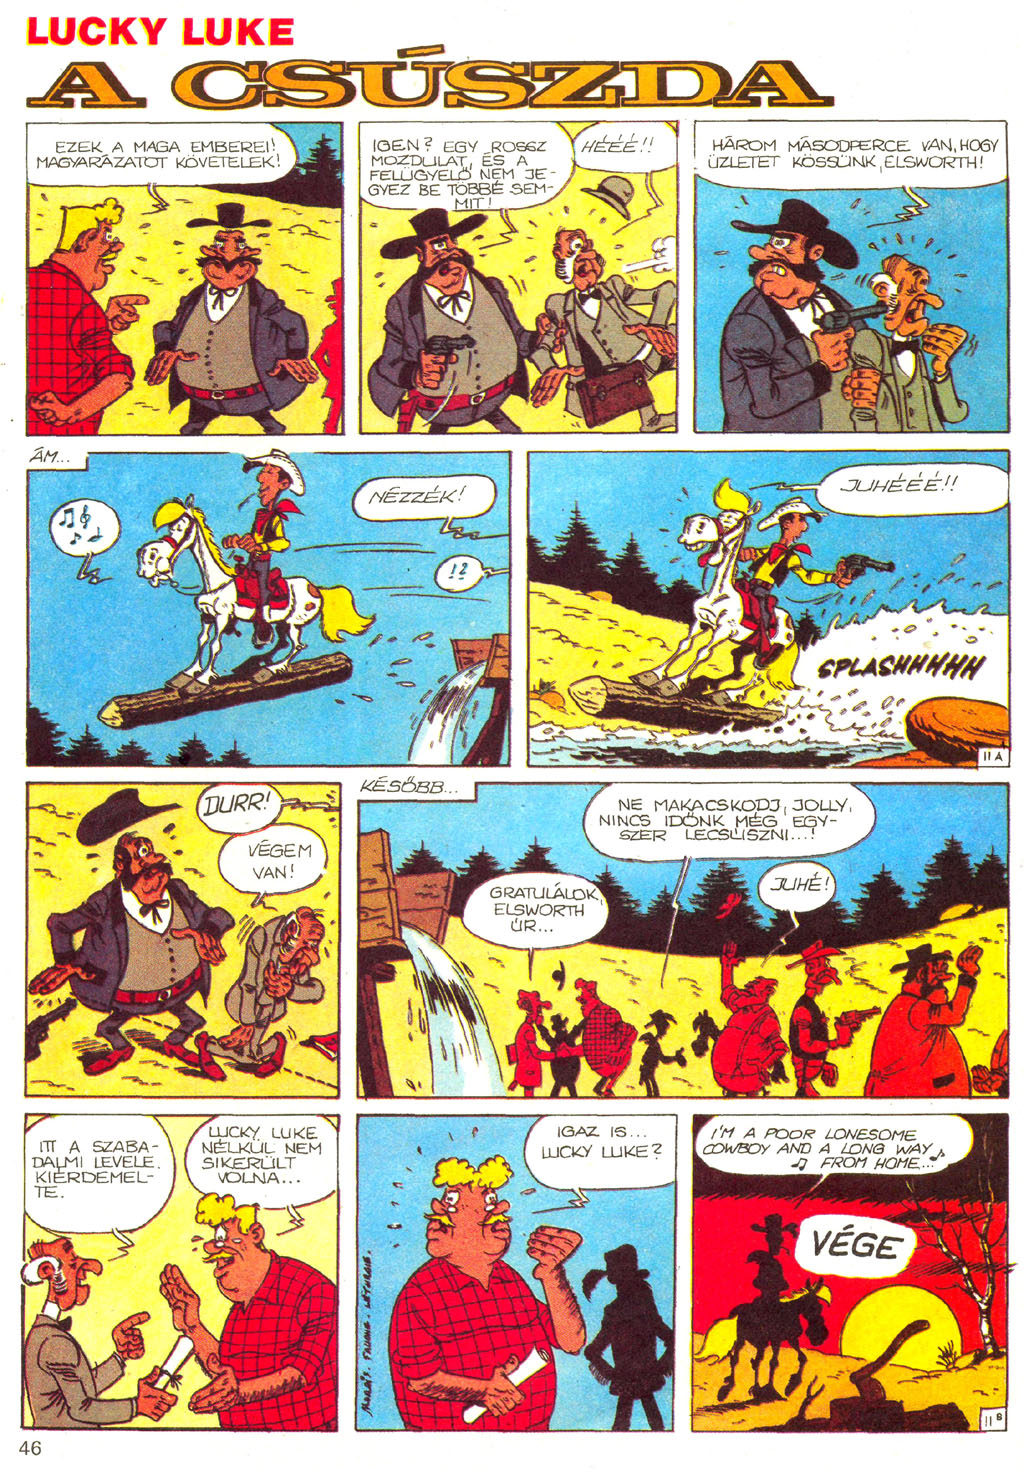 LUCKY LUKE
A CSÚSZDA
EZEK A MAGA EMBEREI!
MAGYARÁZATOT KÖVETELEK!
IGEN? EGY ROSSZ
MOZDULAT, ÉS A
FELÜGYELŐ NEM JE-
GYEZ BE TÖBBÉ SEM-
MIT!
HÉÉÉ!!
HÁROM MÁSODPERCE VAN, HOGY
ÜZLETET KÖSSÜNK, ELSWORTH!
ÁM...
NÉZZÉK!
!?
JUHÉÉÉ!!
SPLASHHHHH
11 A
DURR!
VÉGEM
VAN!
KÉSŐBB...
NE MAKACSKODJ, JOLLY,
NINCS IDŐNK MÉG EGY-
SZER LECSÚSZNI...!
GRATULÁLOK,
ELSWORTH
ÚR...
JUHÉ!
ITT A SZABA-
DALMI LEVELE.
KIÉRDEMEL-
TE.
LUCKY LUKE
NÉLKÜL NEM
SIKERÜLT
VOLNA...
IGAZ IS...
LUCKY LUKE?
MORRIS. FAUCHE. LÉTURGIE.
I'M A POOR LONESOME
COWBOY AND A LONG WAY
FROM HOME...
VÉGE
11 B
46